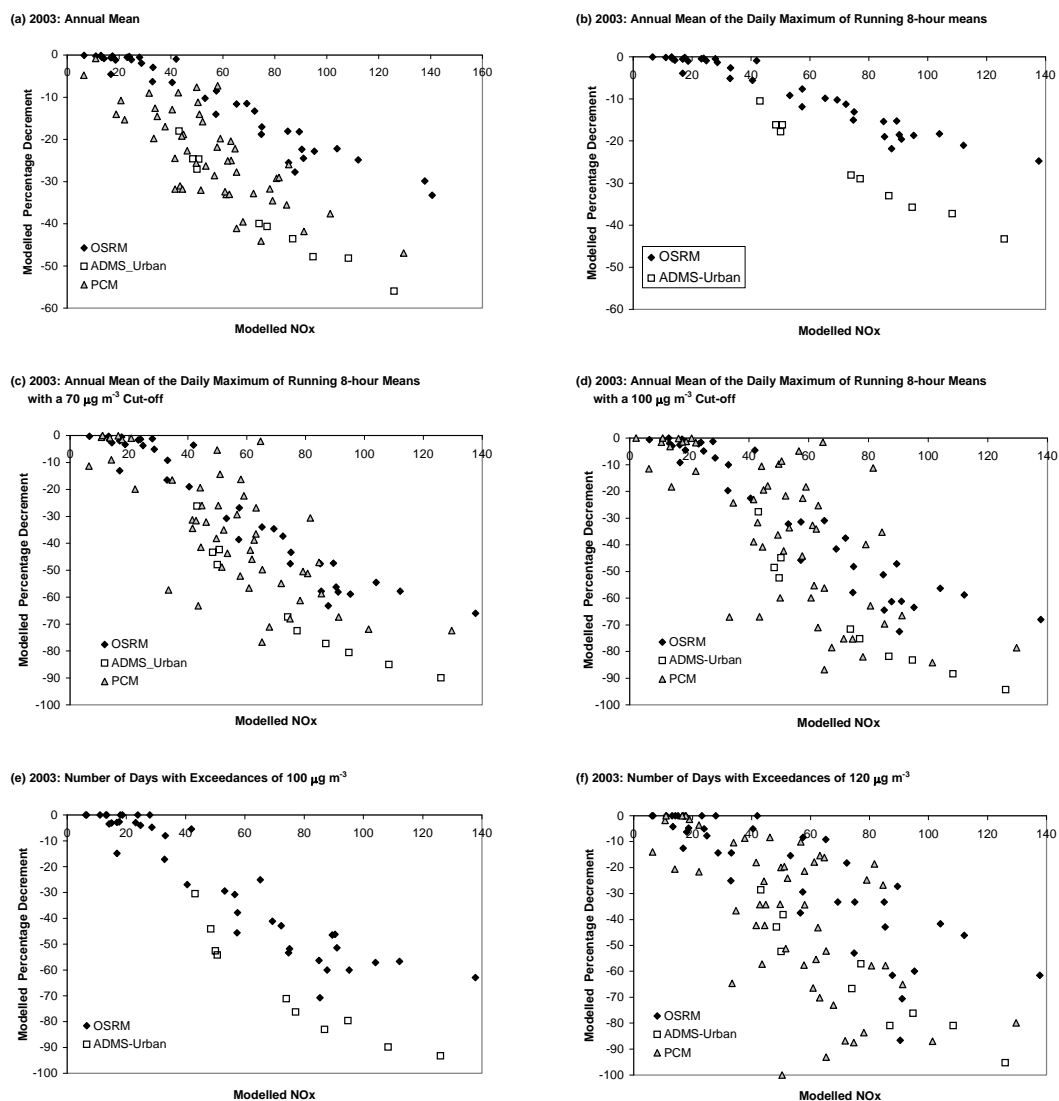 (a) 2003: Annual Mean
0 20 40 60 80 100 120 140 160
0
-10
-20
-30
-40
-50
-60
Modelled Percentage Decrement
OSRM
ADMS_Urban
PCM
Modelled NOx
(b) 2003: Annual Mean of the Daily Maximum of Running 8-hour means
0 20 40 60 80 100 120 140
0
-10
-20
-30
-40
-50
-60
Modelled Percentage Decrement
OSRM
ADMS-Urban
Modelled NOx
(c) 2003: Annual Mean of the Daily Maximum of Running 8-hour Means
with a 70 μg m⁻³ Cut-off
0 20 40 60 80 100 120 140
0
-10
-20
-30
-40
-50
-60
-70
-80
-90
-100
Modelled Percentage Decrement
OSRM
ADMS_Urban
PCM
Modelled NOx
(d) 2003: Annual Mean of the Daily Maximum of Running 8-hour Means
with a 100 μg m⁻³ Cut-off
0 20 40 60 80 100 120 140
0
-10
-20
-30
-40
-50
-60
-70
-80
-90
-100
Modelled Percentage Decrement
OSRM
ADMS-Urban
PCM
Modelled NOx
(e) 2003: Number of Days with Exceedances of 100 μg m⁻³
0 20 40 60 80 100 120 140
0
-10
-20
-30
-40
-50
-60
-70
-80
-90
-100
Modelled Percentage Decrement
OSRM
ADMS-Urban
Modelled NOx
(f) 2003: Number of Days with Exceedances of 120 μg m⁻³
0 20 40 60 80 100 120 140
0
-10
-20
-30
-40
-50
-60
-70
-80
-90
-100
Modelled Percentage Decrement
OSRM
ADMS-Urban
PCM
Modelled NOx